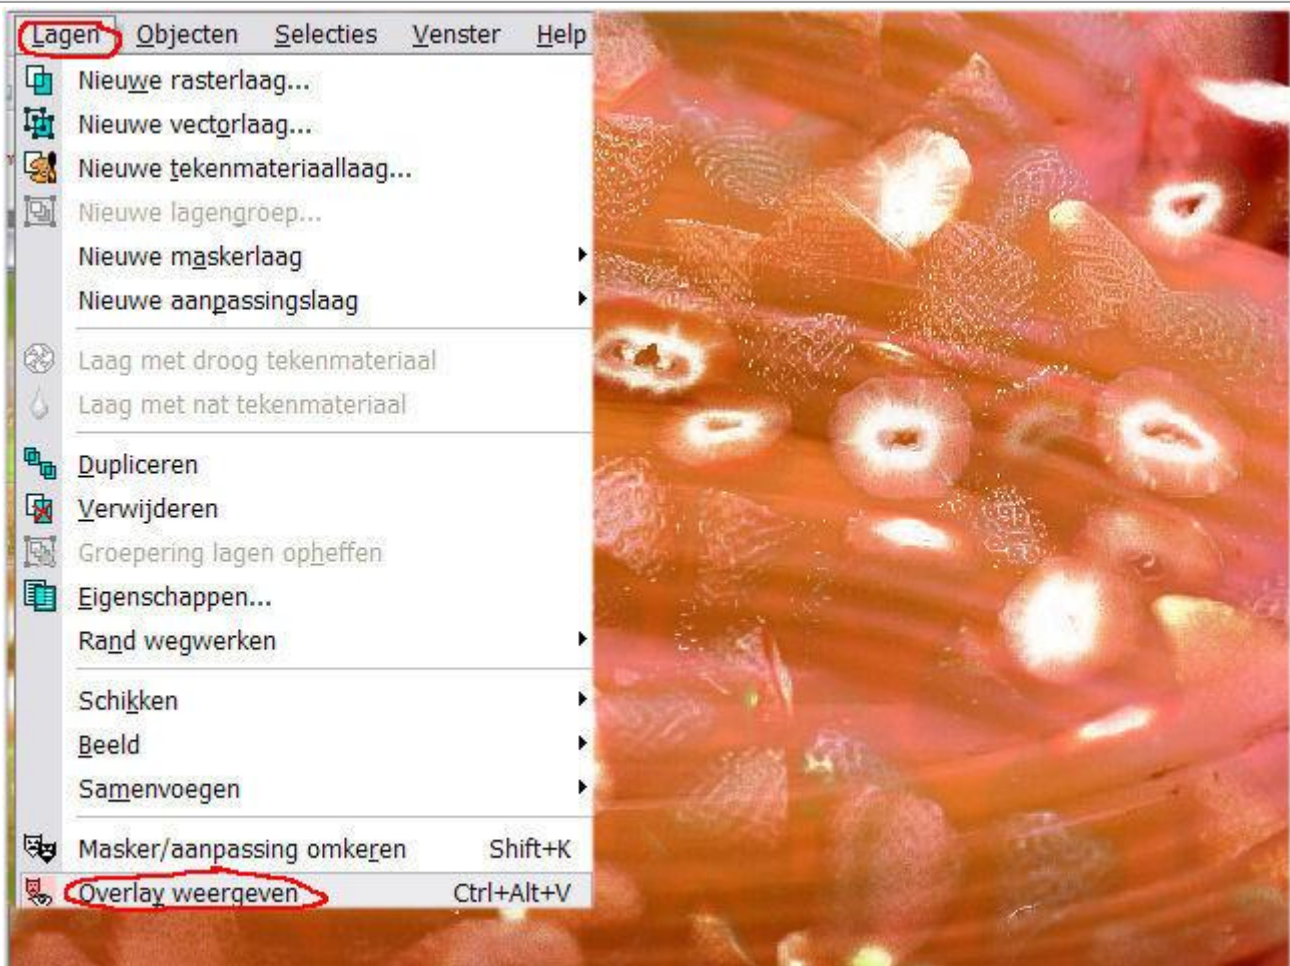 Lagen Objecten Selecties Venster Help
Nieuwe rasterlaag...
Nieuwe vectorlaag...
Nieuwe tekenmateriaallaag...
Nieuwe lagengroep...
Nieuwe maskerlaag
Nieuwe aanpassingslaag
Laag met droog tekenmateriaal
Laag met nat tekenmateriaal
Dupliceren
Verwijderen
Groepering lagen opheffen
Eigenschappen...
Rand wegwerken
Schikken
Beeld
Samenvoegen
Masker/aanpassing omkeren Shift+K
Overlay weergeven Ctrl+Alt+V